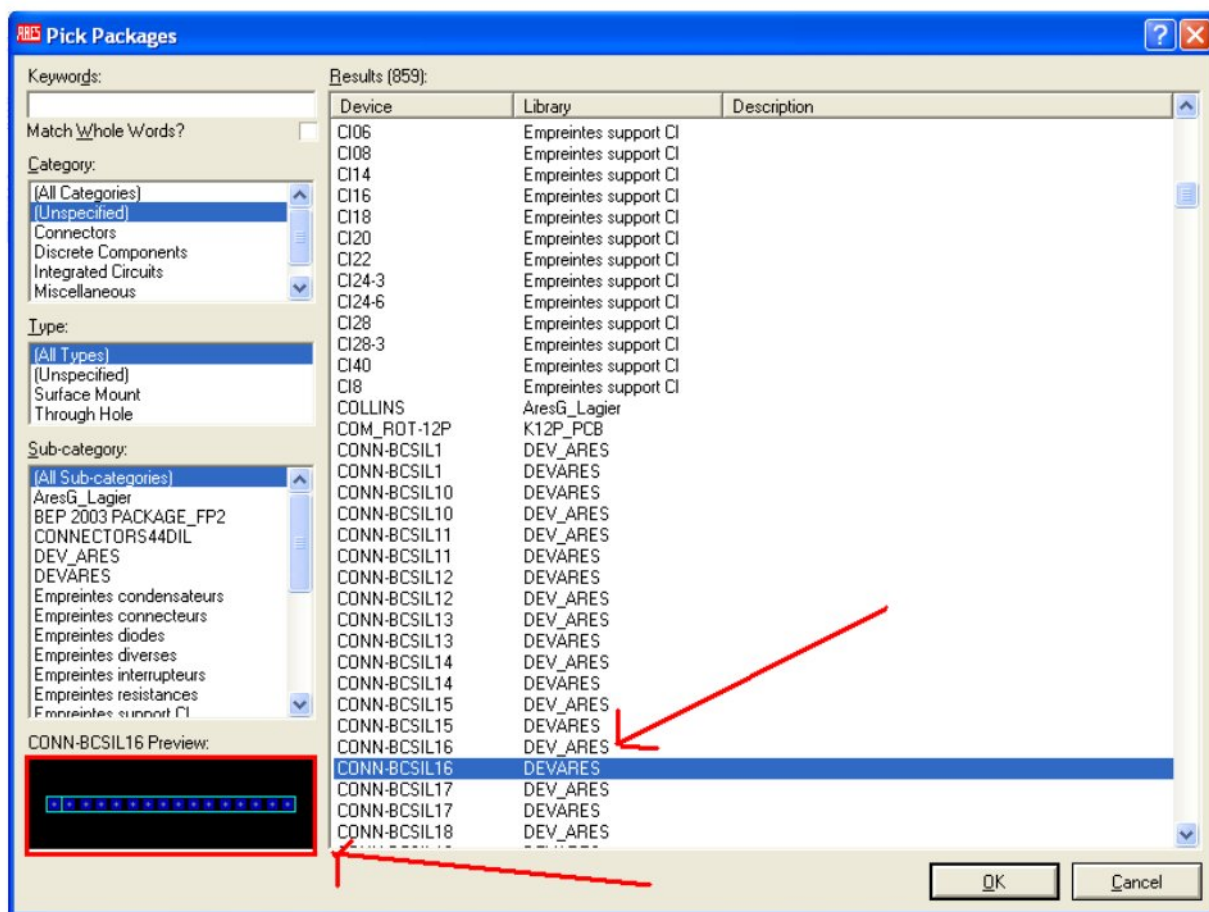 ARES Pick Packages
Keywords:
Match Whole Words?
Category:
(All Categories)
(Unspecified)
Connectors
Discrete Components
Integrated Circuits
Miscellaneous
Type:
(All Types)
(Unspecified)
Surface Mount
Through Hole
Sub-category:
(All Sub-categories)
AresG_Lagier
BEP 2003 PACKAGE_FP2
CONNECTORS44DIL
DEV_ARES
DEVARES
Empreintes condensateurs
Empreintes connecteurs
Empreintes diodes
Empreintes diverses
Empreintes interrupteurs
Empreintes resistances
Empreintes support CI
CONN-BCSIL16 Preview:
Results (859):
Device Library Description
CI06 Empreintes support CI
CI08 Empreintes support CI
CI14 Empreintes support CI
CI16 Empreintes support CI
CI18 Empreintes support CI
CI20 Empreintes support CI
CI22 Empreintes support CI
CI24-3 Empreintes support CI
CI24-6 Empreintes support CI
CI28 Empreintes support CI
CI28-3 Empreintes support CI
CI40 Empreintes support CI
CI8 Empreintes support CI
COLLINS AresG_Lagier
COM_ROT-12P K12P_PCB
CONN-BCSIL1 DEV_ARES
CONN-BCSIL1 DEVARES
CONN-BCSIL10 DEVARES
CONN-BCSIL10 DEV_ARES
CONN-BCSIL11 DEV_ARES
CONN-BCSIL11 DEVARES
CONN-BCSIL12 DEVARES
CONN-BCSIL12 DEV_ARES
CONN-BCSIL13 DEV_ARES
CONN-BCSIL13 DEVARES
CONN-BCSIL14 DEV_ARES
CONN-BCSIL14 DEVARES
CONN-BCSIL15 DEV_ARES
CONN-BCSIL15 DEVARES
CONN-BCSIL16 DEV_ARES
CONN-BCSIL16 DEVARES
CONN-BCSIL17 DEV_ARES
CONN-BCSIL17 DEVARES
CONN-BCSIL18 DEV_ARES
OK Cancel